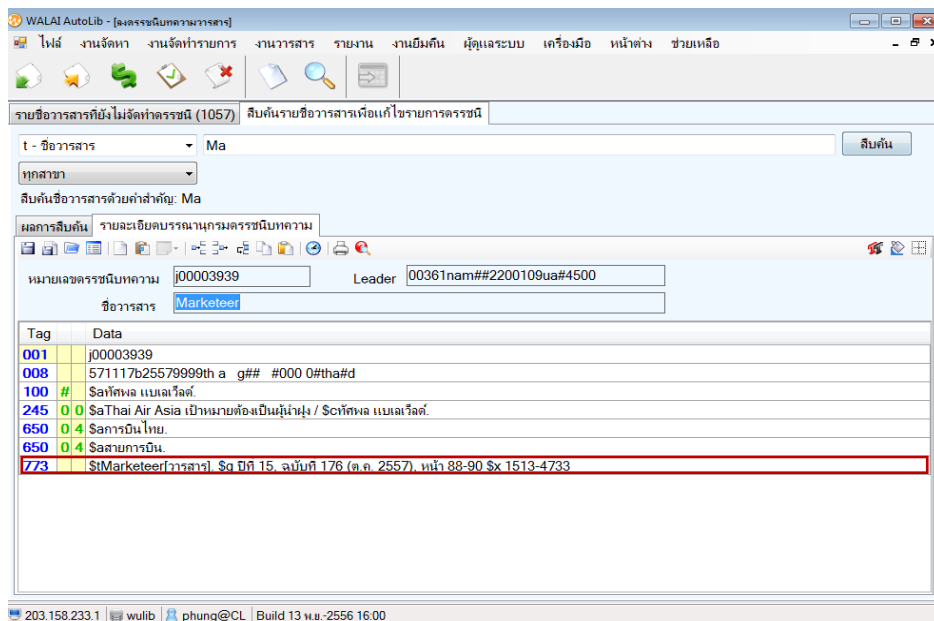 WALAI AutoLib - [ลงดรรชนีบทความวารสาร]
ไฟล์ งานจัดหา งานจัดทำรายการ งานวารสาร รายงาน งานยืมคืน ผู้ดูแลระบบ เครื่องมือ หน้าต่าง ช่วยเหลือ
รายชื่อวารสารที่ยังไม่จัดทำดรรชนี (1057) สืบค้นรายชื่อวารสารเพื่อแก้ไขรายการดรรชนี
t - ชื่อวารสาร Ma สืบค้น
ทุกสาขา
สืบค้นชื่อวารสารด้วยคำสำคัญ: Ma
ผลการสืบค้น รายละเอียดบรรณานุกรมดรรชนีบทความ
หมายเลขดรรชนีบทความ j00003939 Leader 00361nam##2200109ua#4500
ชื่อวารสาร Marketeer
Tag Data
001 j00003939
008 571117b25579999th a g## #000 0#tha#d
100 # $aทัศพล แบเลเว็ลด์.
245 0 0 $aThai Air Asia เป้าหมายต้องเป็นผู้นำฝูง / $cทัศพล แบเลเว็ลด์.
650 0 4 $aการบินไทย.
650 0 4 $aสายการบิน.
773 $tMarketeer[วารสาร]. $g ปีที่ 15, ฉบับที่ 176 (ต.ค. 2557), หน้า 88-90 $x 1513-4733
203.158.233.1 wulib phung@CL Build 13 พ.ย.-2556 16:00